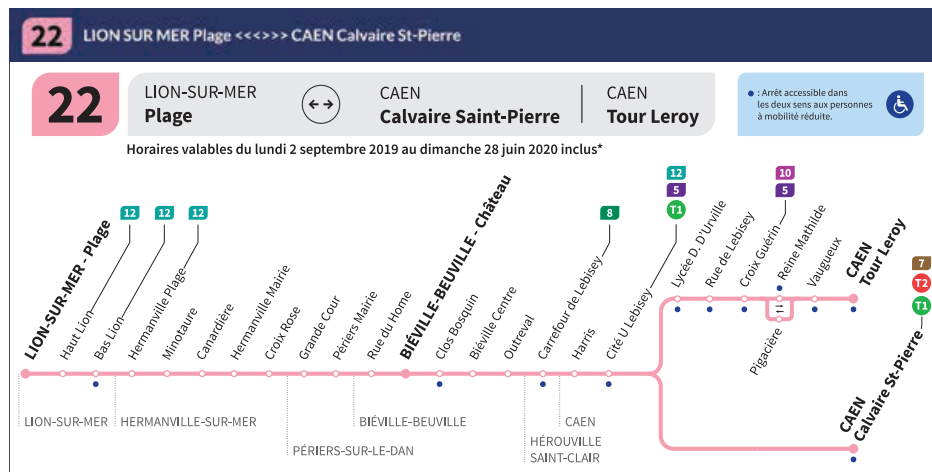 22 LION SUR MER Plage <<<>>> CAEN Calvaire St-Pierre
22
LION-SUR-MER
Plage
CAEN
Calvaire Saint-Pierre
CAEN
Tour Leroy
: Arrêt accessible dans
les deux sens aux personnes
à mobilité réduite.
Horaires valables du lundi 2 septembre 2019 au dimanche 28 juin 2020 inclus*
LION-SUR-MER - Plage
12
Haut Lion
12
Bas Lion
12
Hermanville Plage
Minotaure
Canardière
Hermanville Mairie
Croix Rose
Grande Cour
Périers Mairie
Rue du Home
BIÉVILLE-BEUVILLE - Château
Clos Bosquin
Biéville Centre
Outreval
8
Carrefour de Lebisey
Harris
12
5
T1
Cité U Lebisey
Lycée D. D'Urville
Rue de Lebisey
Croix Guérin
10
5
Reine Mathilde
Pigacière
Vaugueux
CAEN
Tour Leroy
7
T2
T1
CAEN
Calvaire St-Pierre
LION-SUR-MER
HERMANVILLE-SUR-MER
PÉRIERS-SUR-LE-DAN
BIÉVILLE-BEUVILLE
HÉROUVILLE
SAINT-CLAIR
CAEN